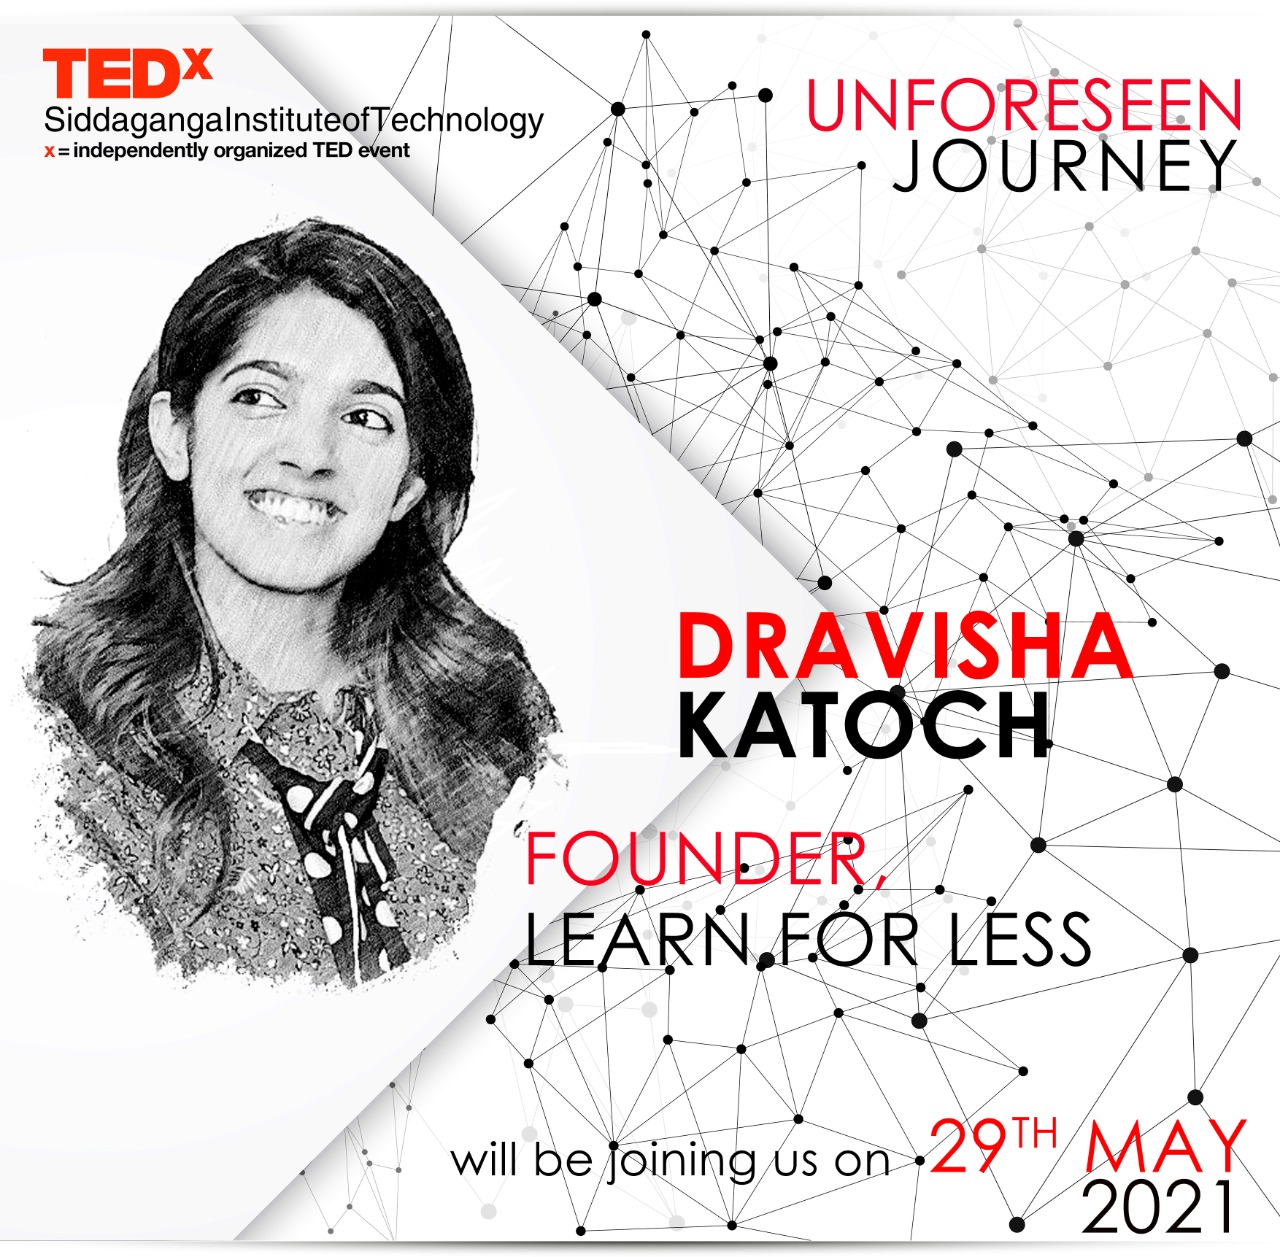 TEDx
SiddagangaInstituteofTechnology
x = independently organized TED event
UNFORESEEN
JOURNEY
DRAVISHA
KATOCH
FOUNDER,
LEARN FOR LESS
will be joining us on 29TH MAY
2021